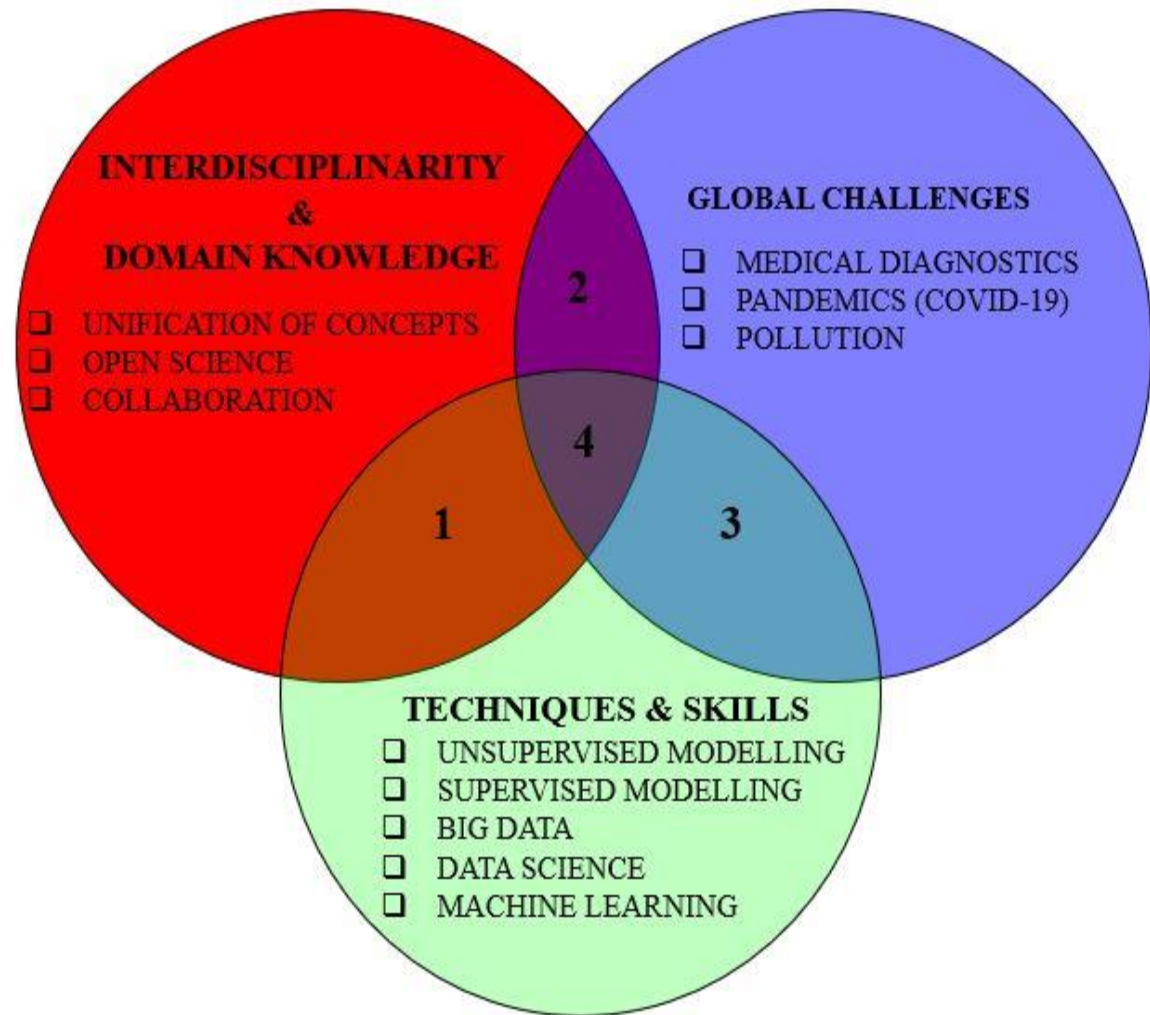 INTERDISCIPLINARITY
&
DOMAIN KNOWLEDGE
❑ UNIFICATION OF CONCEPTS
❑ OPEN SCIENCE
❑ COLLABORATION
GLOBAL CHALLENGES
❑ MEDICAL DIAGNOSTICS
❑ PANDEMICS (COVID-19)
❑ POLLUTION
2
4
1
3
TECHNIQUES & SKILLS
❑ UNSUPERVISED MODELLING
❑ SUPERVISED MODELLING
❑ BIG DATA
❑ DATA SCIENCE
❑ MACHINE LEARNING